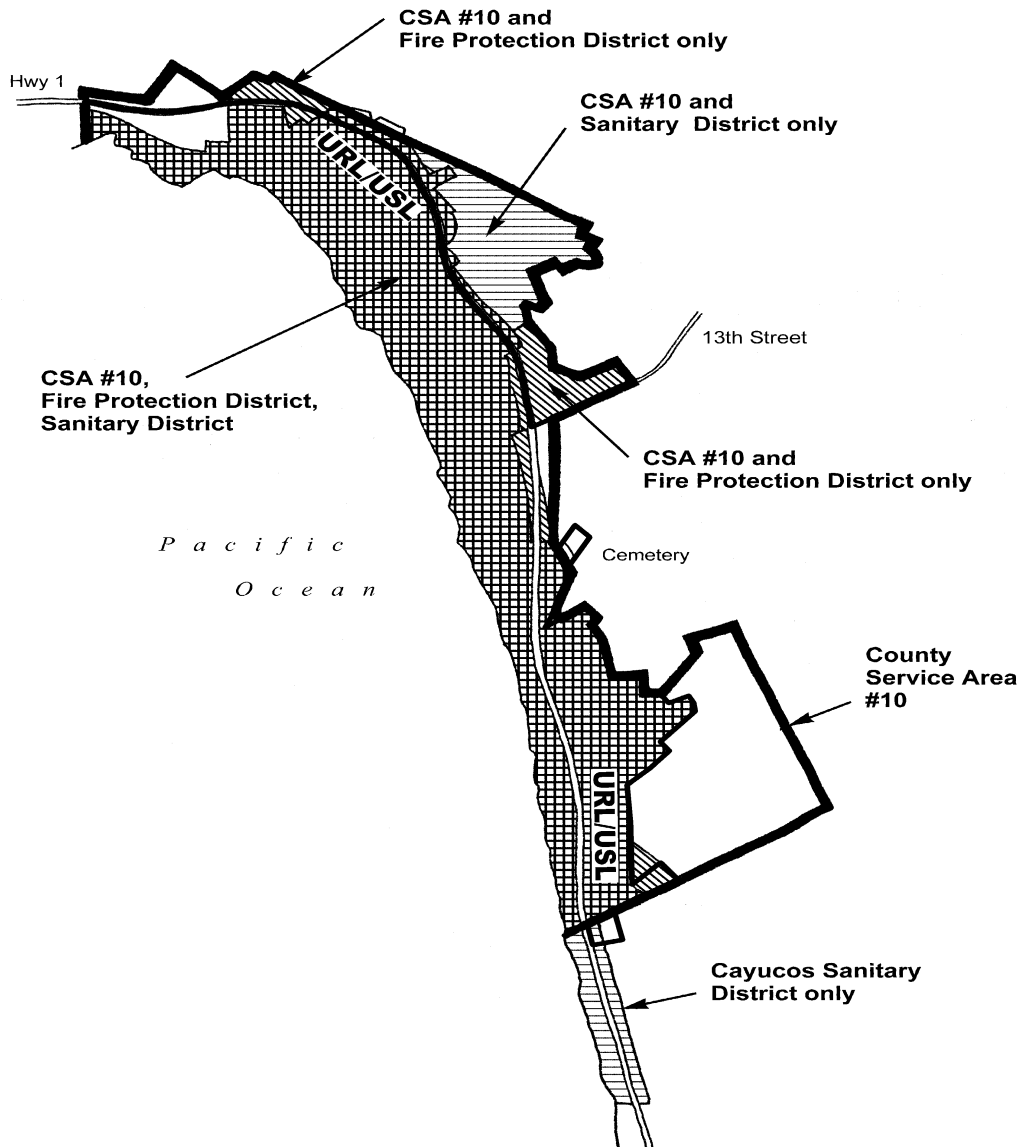 CSA #10 and
Fire Protection District only
Hwy 1
CSA #10 and
Sanitary District only
URL/USL
13th Street
CSA #10,
Fire Protection District,
Sanitary District
CSA #10 and
Fire Protection District only
Pacific
Ocean
Cemetery
County
Service Area
#10
URL/USL
Cayucos Sanitary
District only